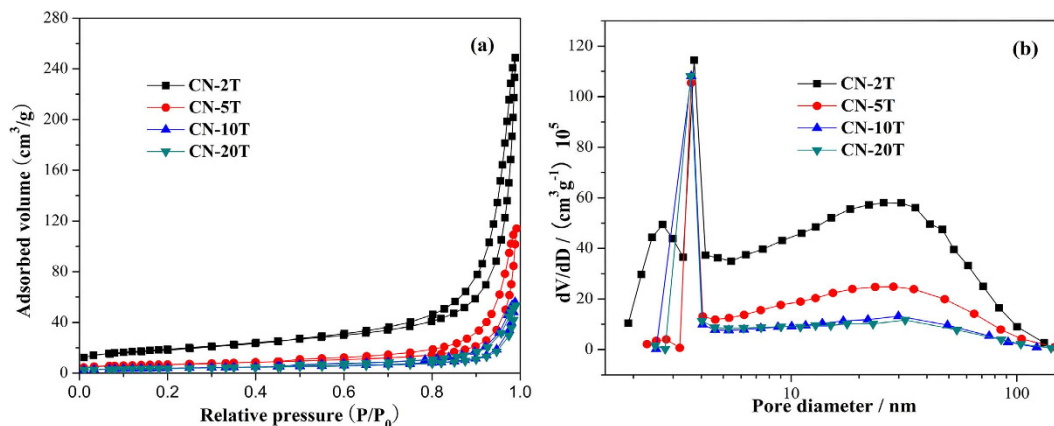 (a)
CN-2T
CN-5T
CN-10T
CN-20T
280
240
200
160
120
80
40
0
0.0 0.2 0.4 0.6 0.8 1.0
Adsorbed volume (cm³/g)
Relative pressure (P/P₀)
(b)
CN-2T
CN-5T
CN-10T
CN-20T
120
100
80
60
40
20
0
10 100
dV/dD / (cm³g⁻¹) 10⁵
Pore diameter / nm